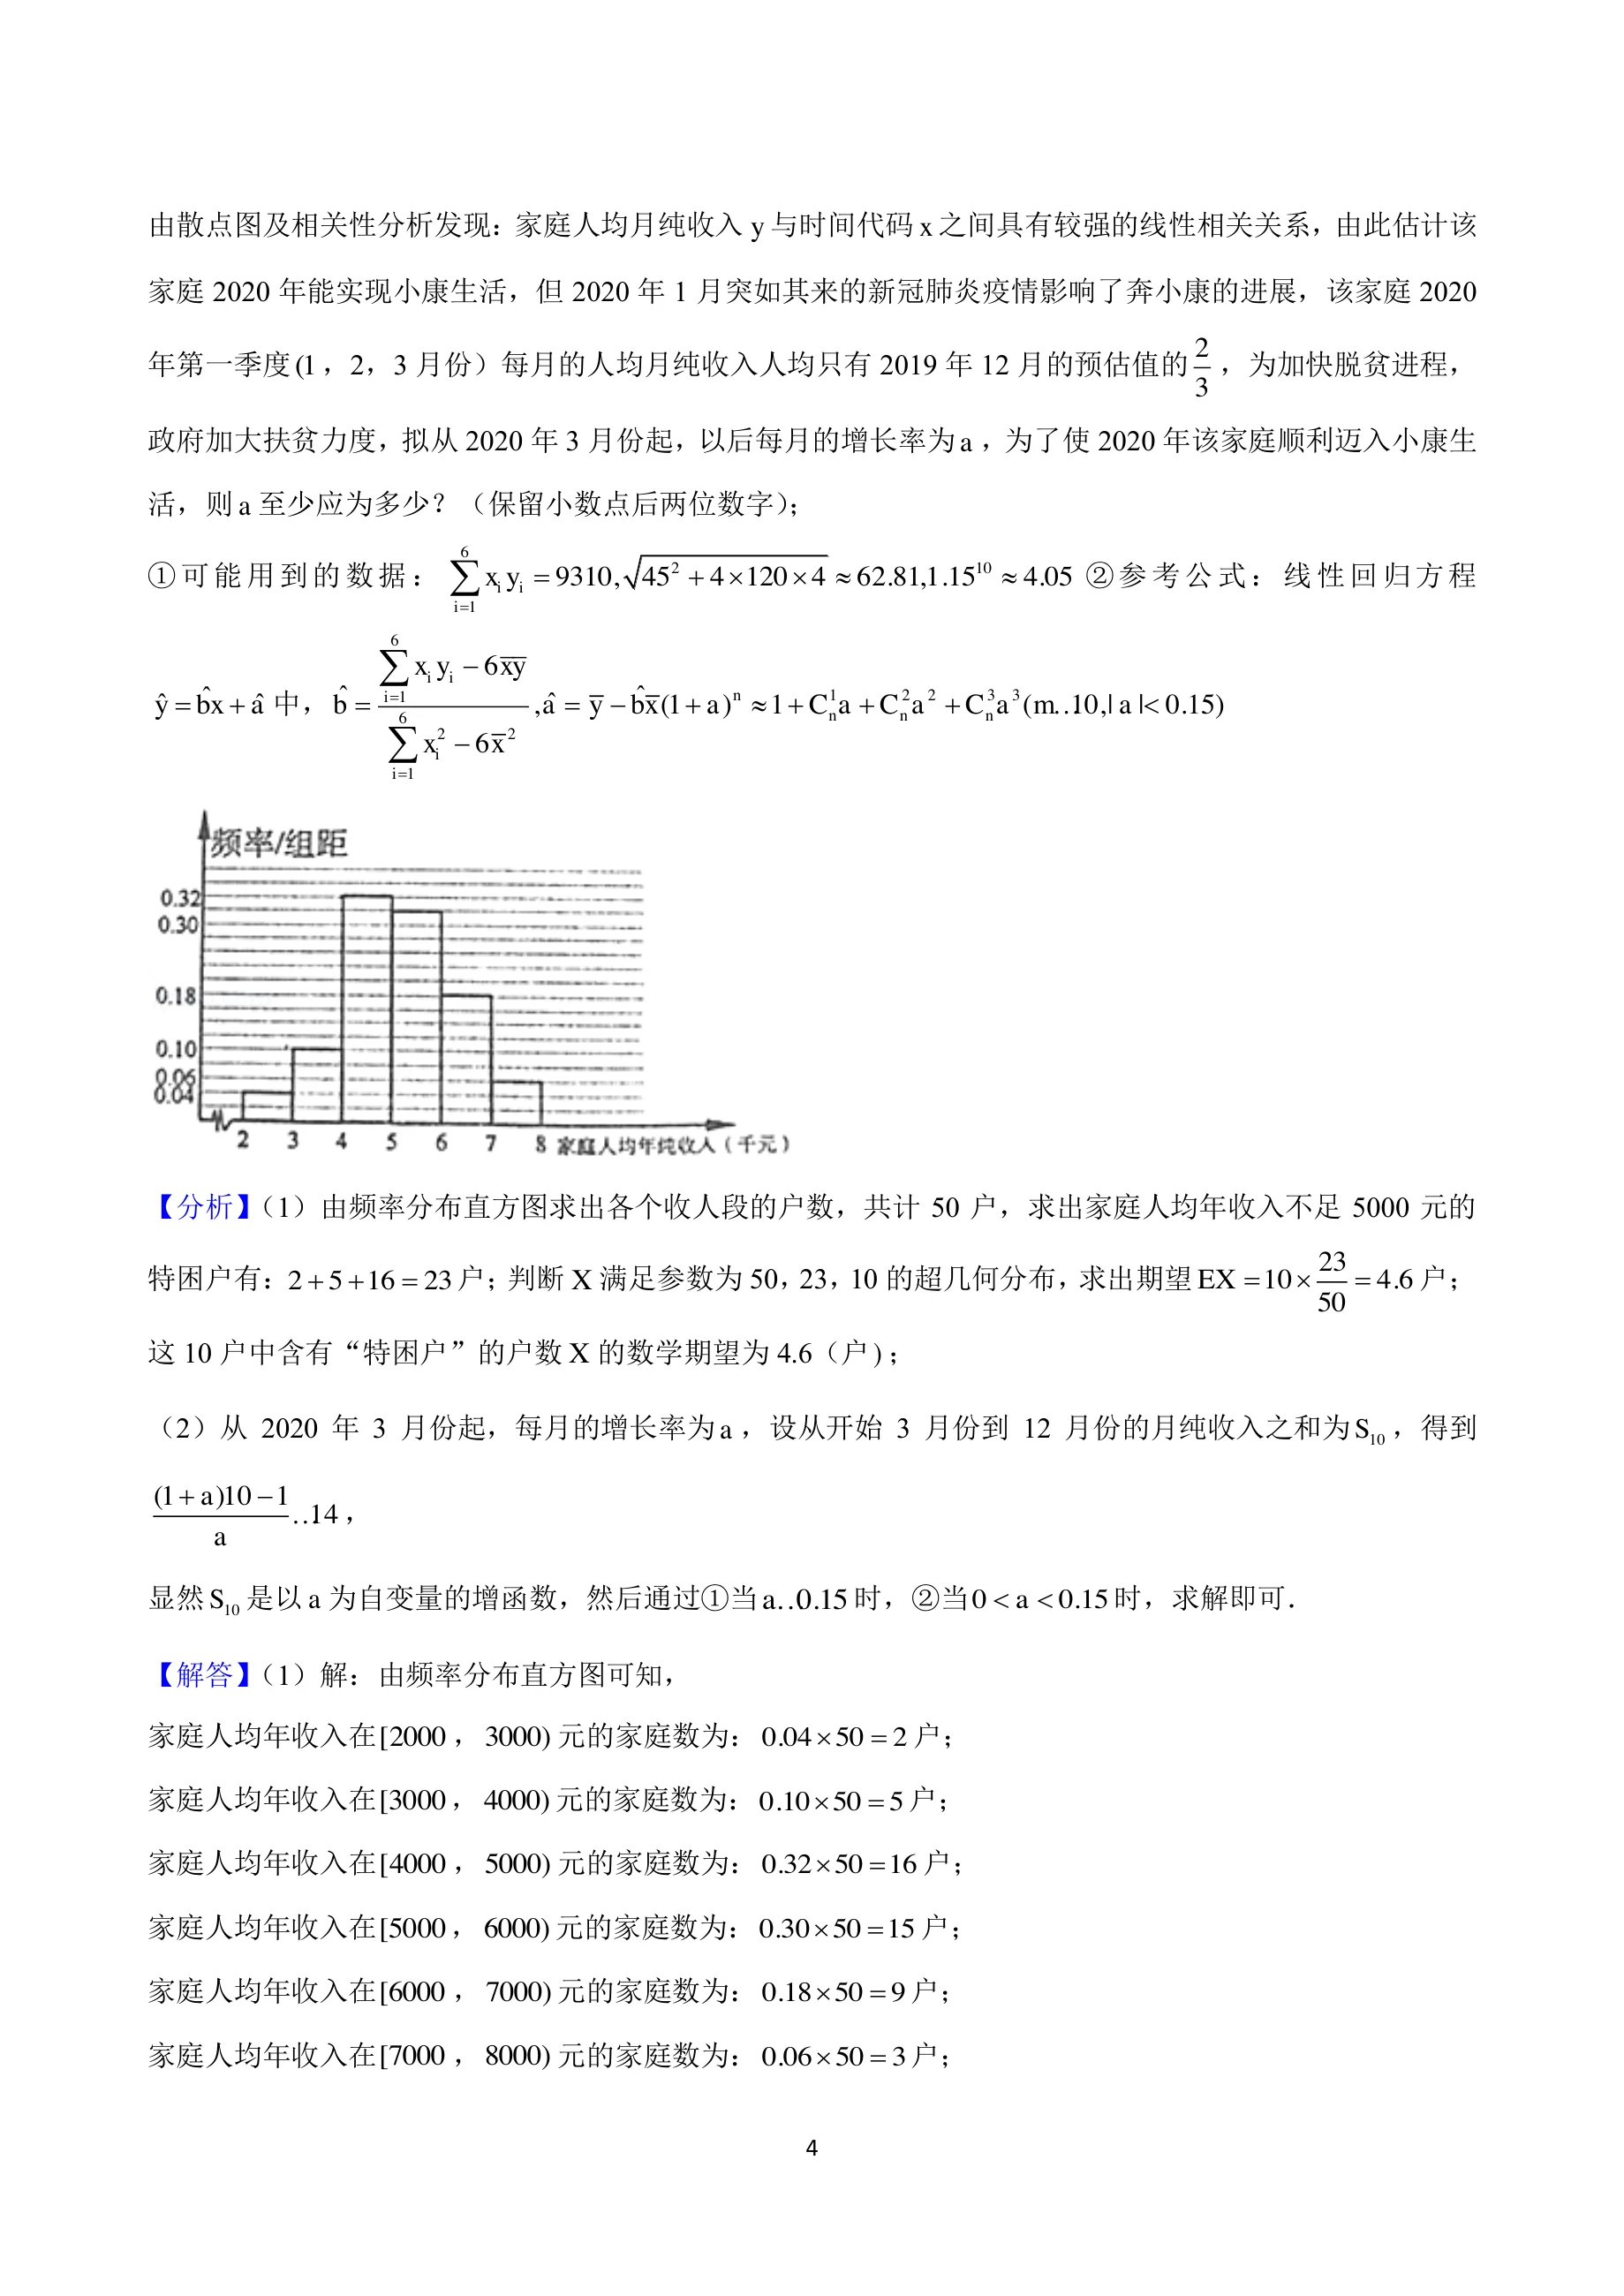 由散点图及相关性分析发现：家庭人均月纯收入 y 与时间代码 x 之间具有较强的线性相关关系，由此估计该
家庭 2020 年能实现小康生活，但 2020 年 1 月突如其来的新冠肺炎疫情影响了奔小康的进展，该家庭 2020
年第一季度(1，2，3 月份）每月的人均月纯收入人均只有 2019 年 12 月的预估值的 2/3，为加快脱贫进程，
政府加大扶贫力度，拟从 2020 年 3 月份起，以后每月的增长率为 a，为了使 2020 年该家庭顺利迈入小康生
活，则 a 至少应为多少？（保留小数点后两位数字)；
①可能用到的数据：∑_{i=1}^{6} x_i y_i = 9310, √(45² + 4×120×4) ≈ 62.81, 1.15¹⁰ ≈ 4.05 ②参考公式：线性回归方程
ŷ = b̂x + â 中，b̂ = (∑_{i=1}^{6} x_i y_i − 6x̄ȳ)/(∑_{i=1}^{6} x_i² − 6x̄²), â = ȳ − b̂x̄(1+a)ⁿ ≈ 1 + C_n^1 a + C_n^2 a² + C_n^3 a³ (m…10,| a |< 0.15)
频率/组距
0.32
0.30
0.18
0.10
0.06
0.04
2 3 4 5 6 7 8 家庭人均年纯收入（千元）
【分析】（1）由频率分布直方图求出各个收人段的户数，共计 50 户，求出家庭人均年收入不足 5000 元的
特困户有：2+5+16=23 户；判断 X 满足参数为 50，23，10 的超几何分布，求出期望 EX = 10× 23/50 = 4.6 户；
这 10 户中含有“特困户”的户数 X 的数学期望为 4.6（户)；
（2）从 2020 年 3 月份起，每月的增长率为 a，设从开始 3 月份到 12 月份的月纯收入之和为 S₁₀，得到
((1+a)10−1)/a …14，
显然 S₁₀ 是以 a 为自变量的增函数，然后通过①当 a…0.15 时，②当 0 < a < 0.15 时，求解即可．
【解答】（1）解：由频率分布直方图可知，
家庭人均年收入在[2000，3000) 元的家庭数为：0.04×50=2 户；
家庭人均年收入在[3000，4000) 元的家庭数为：0.10×50=5 户；
家庭人均年收入在[4000，5000) 元的家庭数为：0.32×50=16 户；
家庭人均年收入在[5000，6000) 元的家庭数为：0.30×50=15 户；
家庭人均年收入在[6000，7000) 元的家庭数为：0.18×50=9 户；
家庭人均年收入在[7000，8000) 元的家庭数为：0.06×50=3 户；
4